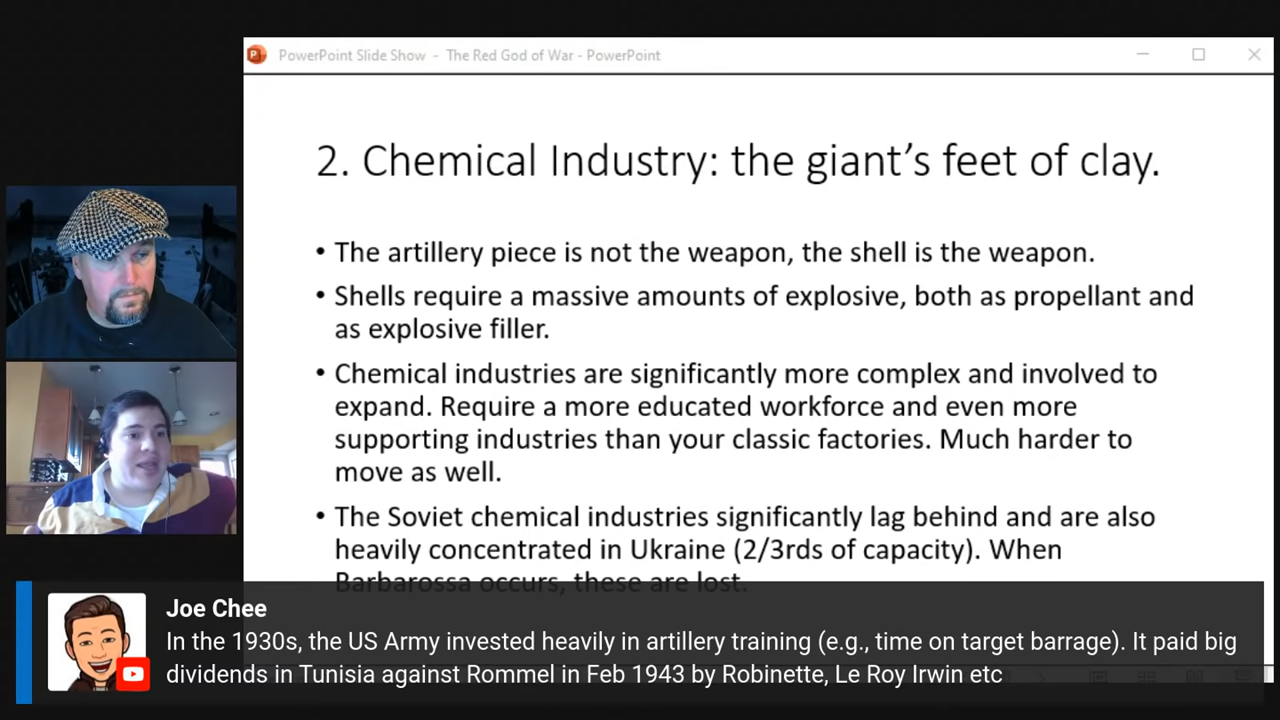 PowerPoint Slide Show - The Red God of War - PowerPoint
2. Chemical Industry: the giant's feet of clay.
• The artillery piece is not the weapon, the shell is the weapon.
• Shells require a massive amounts of explosive, both as propellant and
as explosive filler.
• Chemical industries are significantly more complex and involved to
expand. Require a more educated workforce and even more
supporting industries than your classic factories. Much harder to
move as well.
• The Soviet chemical industries significantly lag behind and are also
heavily concentrated in Ukraine (2/3rds of capacity). When
Barbarossa occurs, these are lost.
Joe Chee
In the 1930s, the US Army invested heavily in artillery training (e.g., time on target barrage). It paid big
dividends in Tunisia against Rommel in Feb 1943 by Robinette, Le Roy Irwin etc